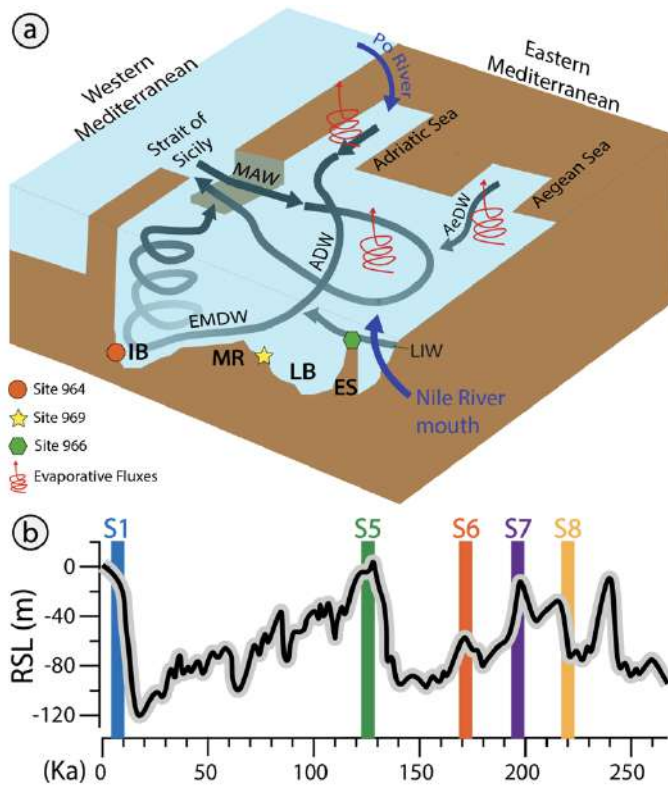 a
Western
Mediterranean
Eastern
Mediterranean
Po River
Strait of
Sicily
MAW
Adriatic Sea
Aegean Sea
AeDW
ADW
EMDW
LIW
IB
MR
LB
ES
Nile River
mouth
Site 964
Site 969
Site 966
Evaporative Fluxes
b
S1 S5 S6 S7 S8
RSL (m)
0
-40
-80
-120
(Ka) 0 50 100 150 200 250